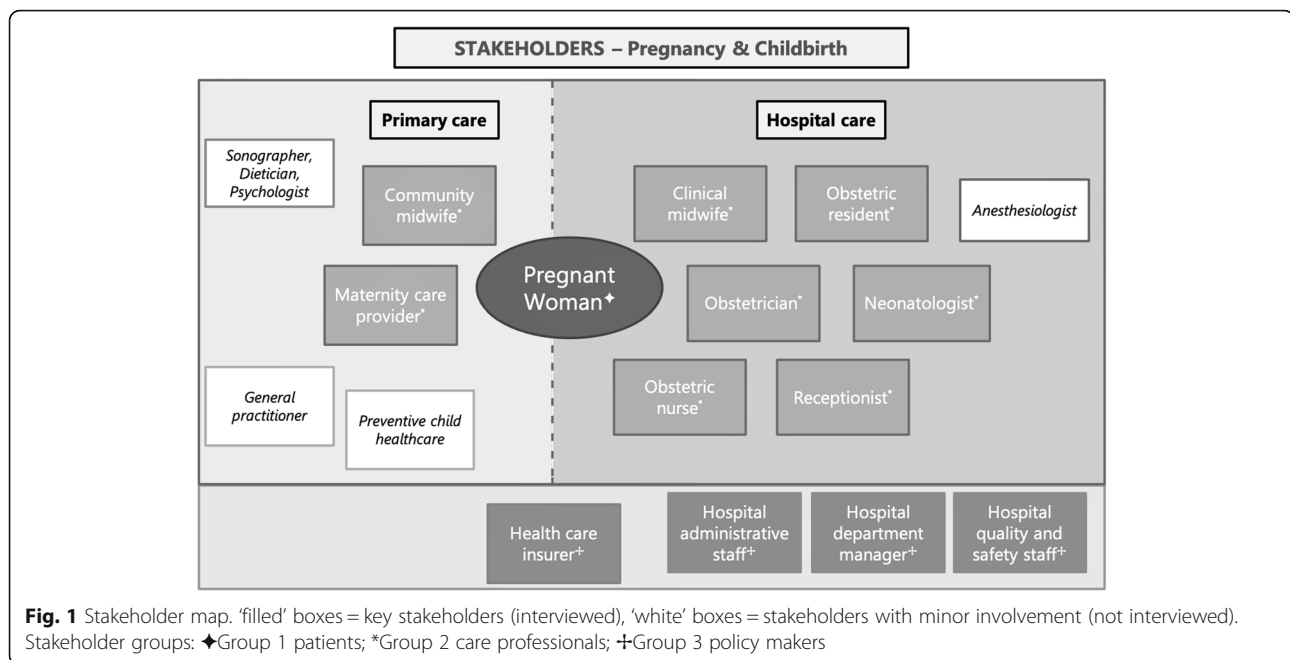 STAKEHOLDERS – Pregnancy & Childbirth
Primary care
Hospital care
Sonographer,
Dietician,
Psychologist
Community
midwife*
Clinical
midwife*
Obstetric
resident*
Anesthesiologist
Pregnant
Woman✦
Maternity care
provider*
Obstetrician*
Neonatologist*
General
practitioner
Preventive child
healthcare
Obstetric
nurse*
Receptionist*
Health care
insurer✢
Hospital
administrative
staff✢
Hospital
department
manager✢
Hospital
quality and
safety staff✢
Fig. 1 Stakeholder map. ‘filled’ boxes = key stakeholders (interviewed), ‘white’ boxes = stakeholders with minor involvement (not interviewed).
Stakeholder groups: ✦Group 1 patients; *Group 2 care professionals; ✢Group 3 policy makers